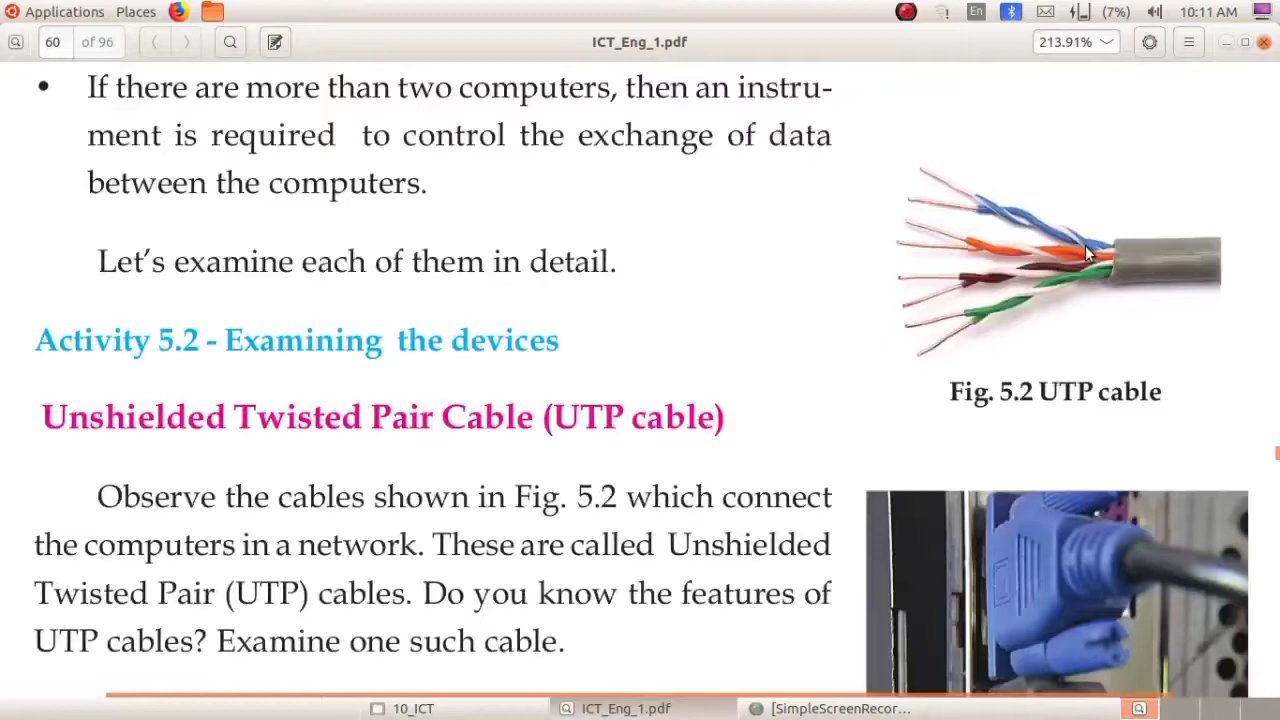 Applications Places En (7%) 10:11 AM
60 of 96 ICT_Eng_1.pdf 213.91%
• If there are more than two computers, then an instru-
ment is required to control the exchange of data
between the computers.
Let's examine each of them in detail.
Activity 5.2 - Examining the devices
Fig. 5.2 UTP cable
Unshielded Twisted Pair Cable (UTP cable)
Observe the cables shown in Fig. 5.2 which connect
the computers in a network. These are called Unshielded
Twisted Pair (UTP) cables. Do you know the features of
UTP cables? Examine one such cable.
10_ICT ICT_Eng_1.pdf [SimpleScreenRecor...